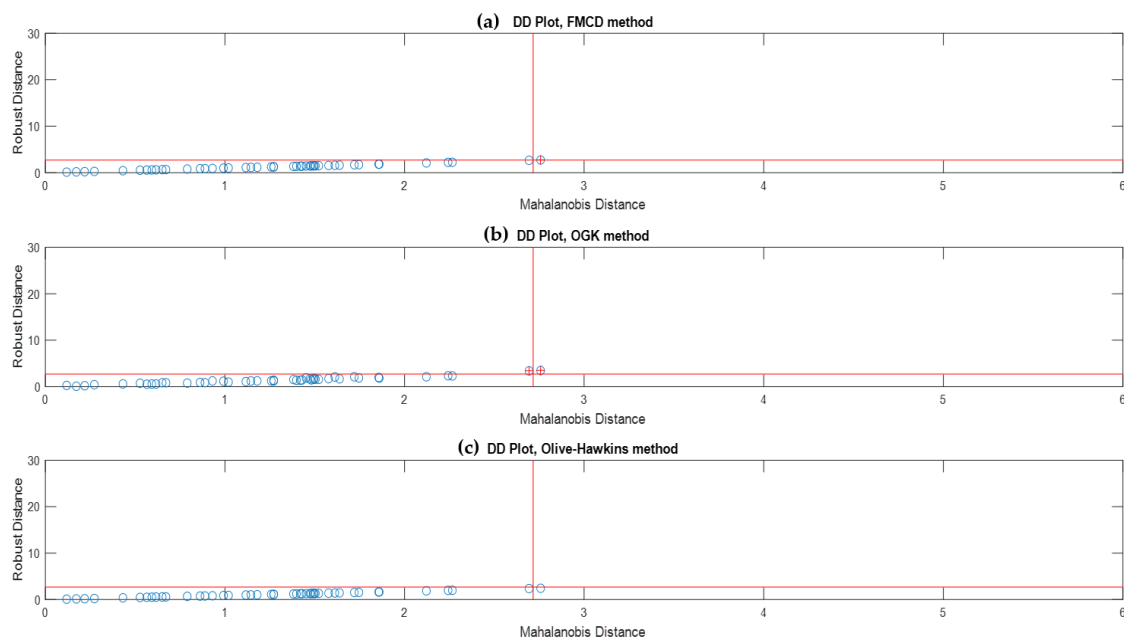 (a) DD Plot, FMCD method
30
20
10
0
Robust Distance
0 1 2 3 4 5 6
Mahalanobis Distance
(b) DD Plot, OGK method
30
20
10
0
Robust Distance
0 1 2 3 4 5 6
Mahalanobis Distance
(c) DD Plot, Olive-Hawkins method
30
20
10
0
Robust Distance
0 1 2 3 4 5 6
Mahalanobis Distance